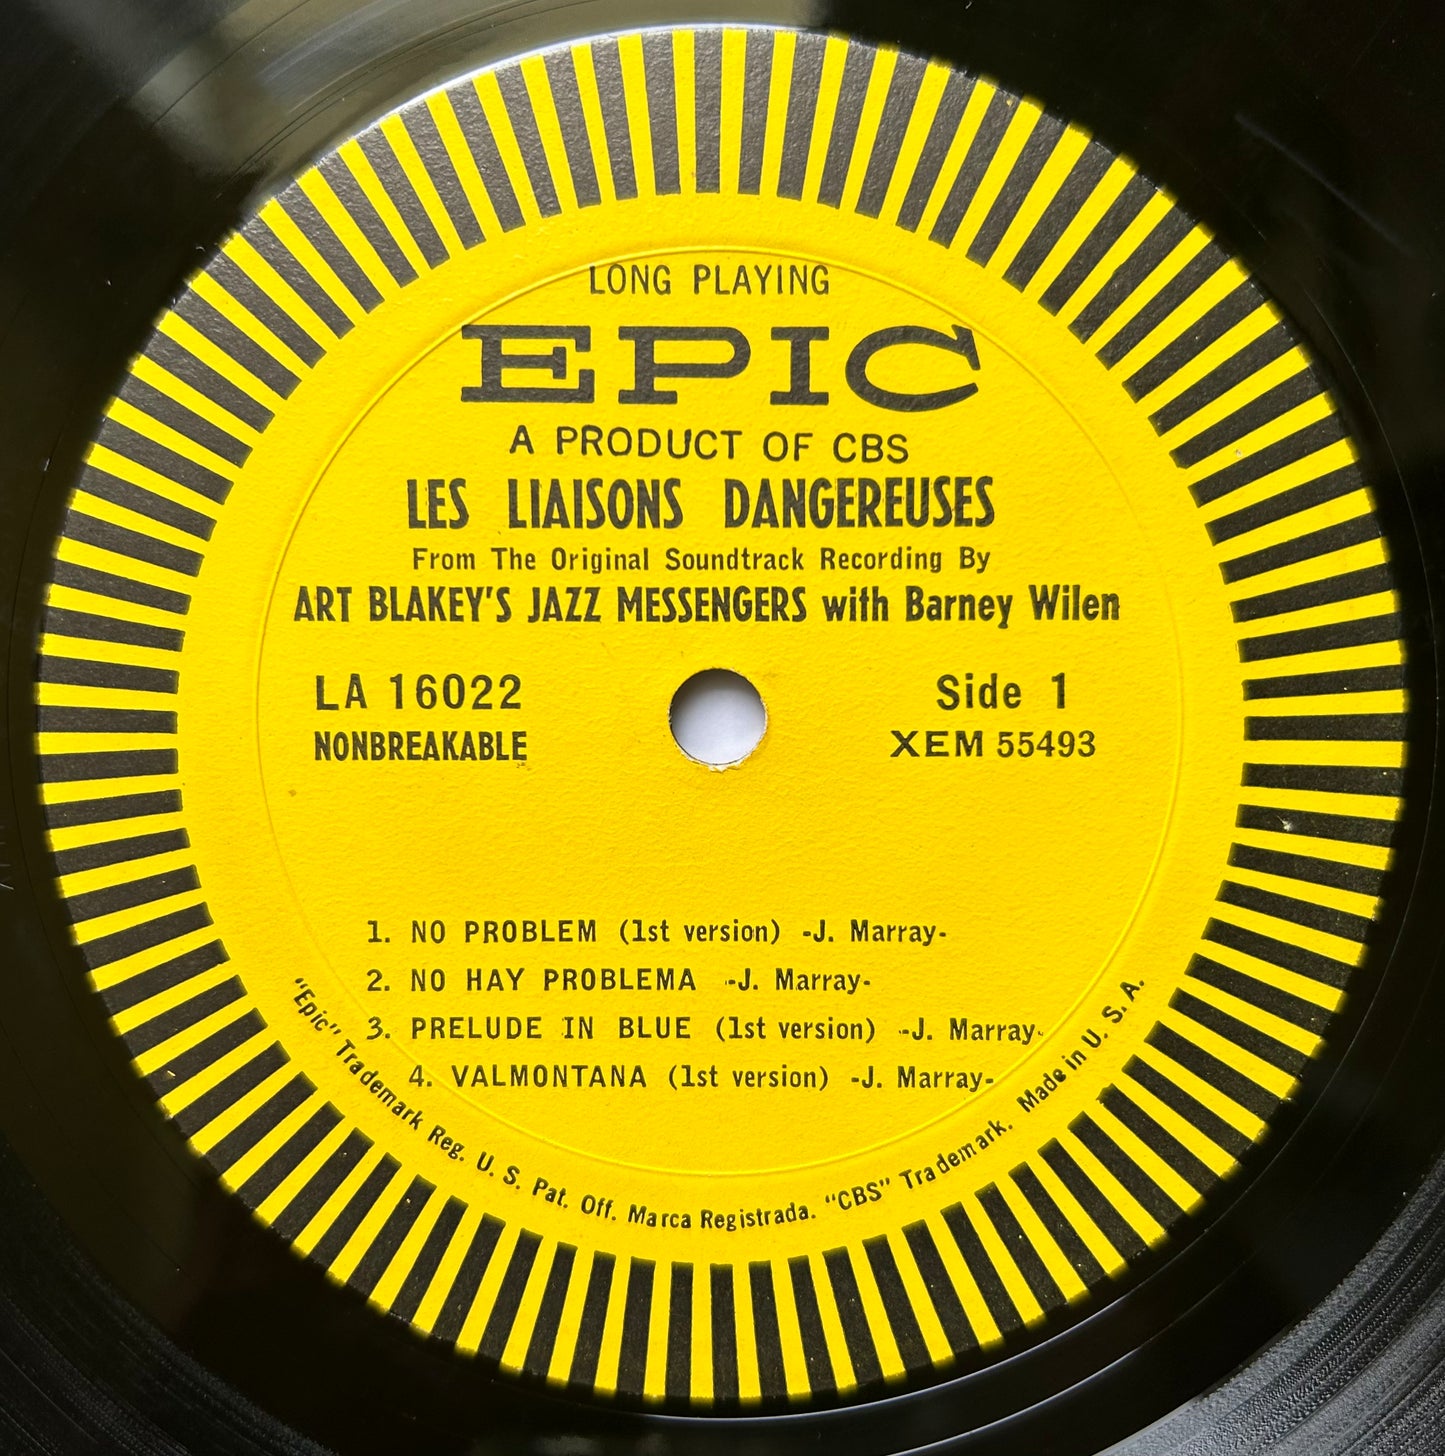 LONG PLAYING
EPIC
A PRODUCT OF CBS
LES LIAISONS DANGEREUSES
From The Original Soundtrack Recording By
ART BLAKEY'S JAZZ MESSENGERS with Barney Wilen
LA 16022
NONBREAKABLE
Side 1
XEM 55493
1. NO PROBLEM (1st version) -J. Marray-
2. NO HAY PROBLEMA -J. Marray-
3. PRELUDE IN BLUE (1st version) -J. Marray-
4. VALMONTANA (1st version) -J. Marray-
"Epic" Trademark Reg. U. S. Pat. Off. Marca Registrada. "CBS" Trademark. Made in U. S. A.